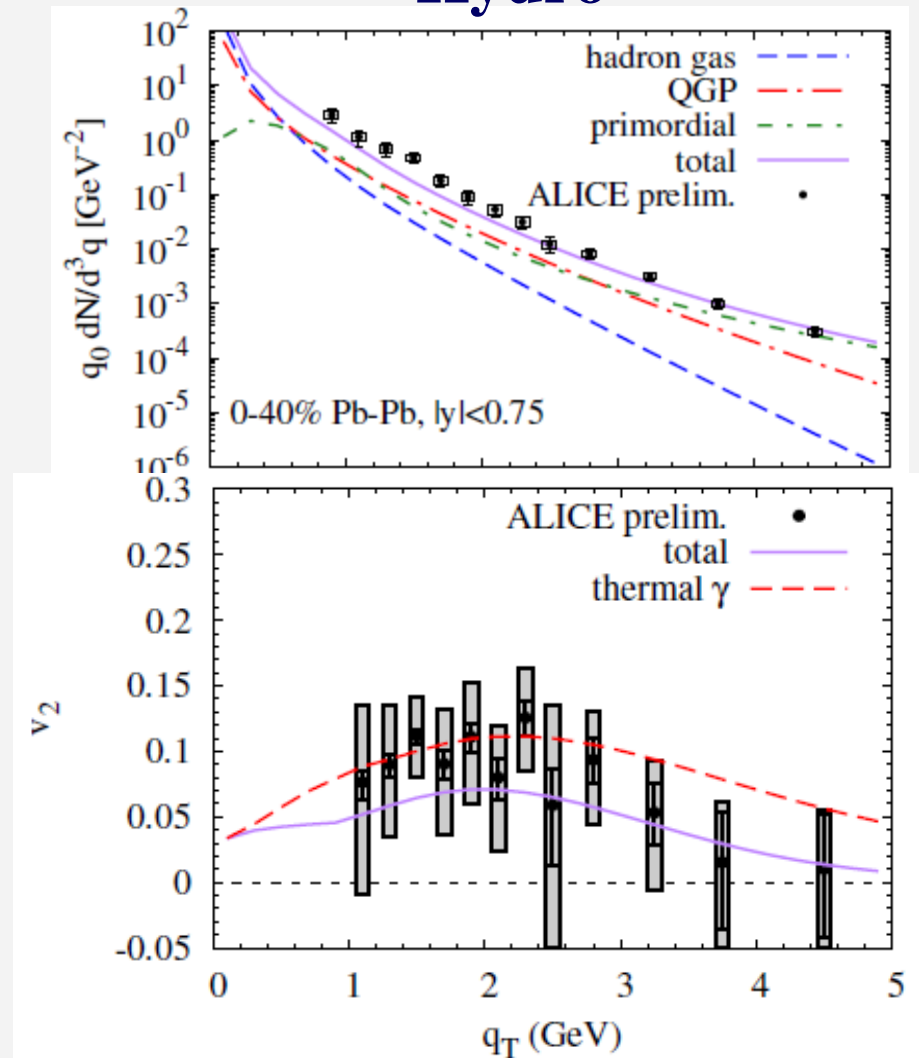 Hydro
10^2
10^1
10^0
10^-1
10^-2
10^-3
10^-4
10^-5
10^-6
q_0 dN/d^3q [GeV^-2]
hadron gas
QGP
primordial
total
ALICE prelim.
0-40% Pb-Pb, |y|<0.75
0.3
0.25
0.2
0.15
0.1
0.05
0
-0.05
v_2
ALICE prelim.
total
thermal γ
0 1 2 3 4 5
q_T (GeV)